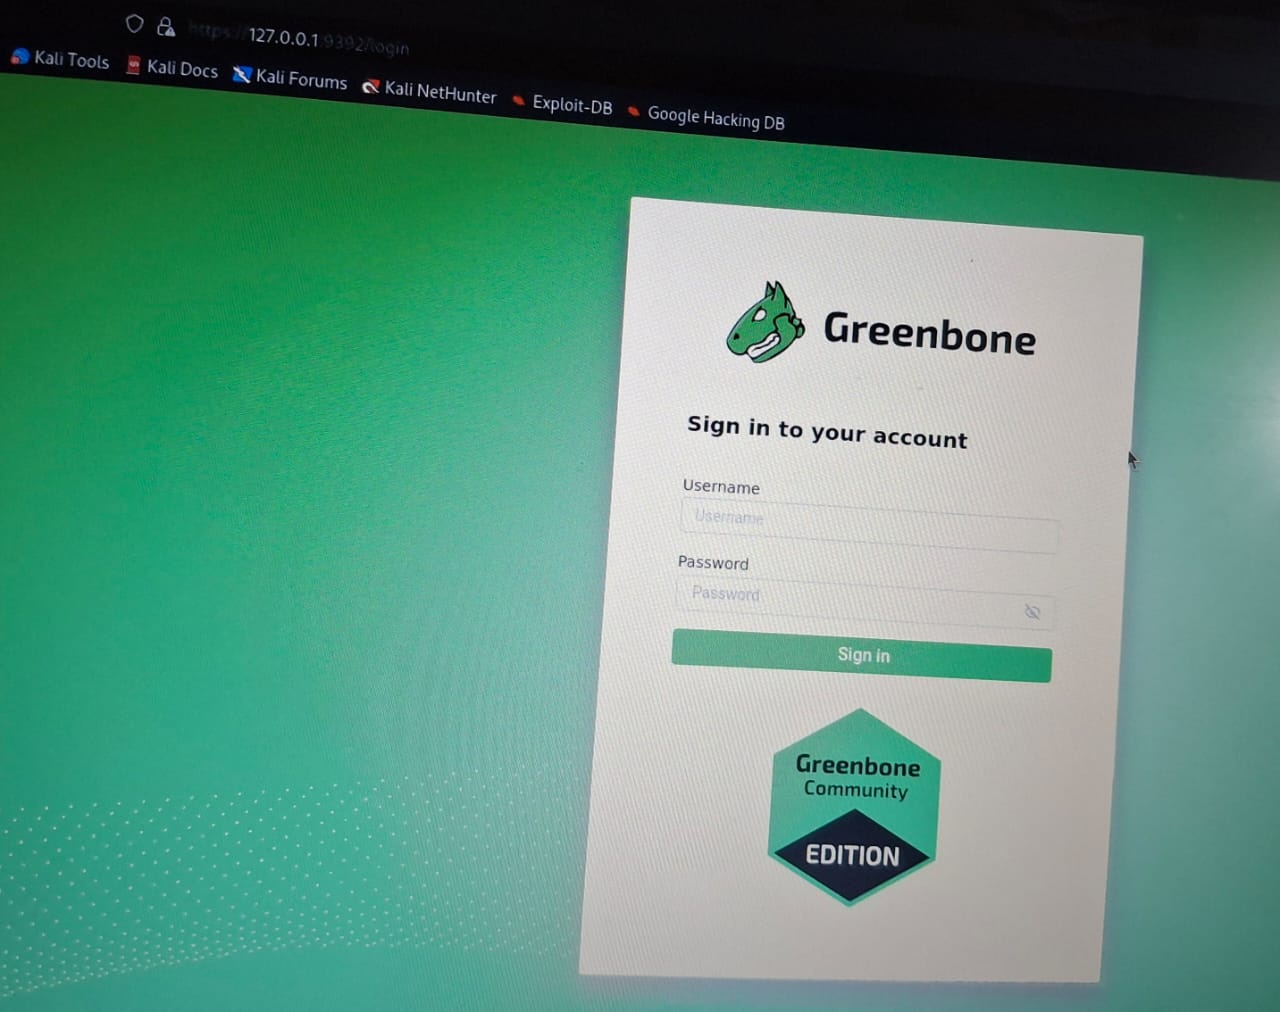 https://127.0.0.1:9392/login
Kali Tools Kali Docs Kali Forums Kali NetHunter Exploit-DB Google Hacking DB
Greenbone
Sign in to your account
Username
Username
Password
Password
Sign in
Greenbone
Community
EDITION